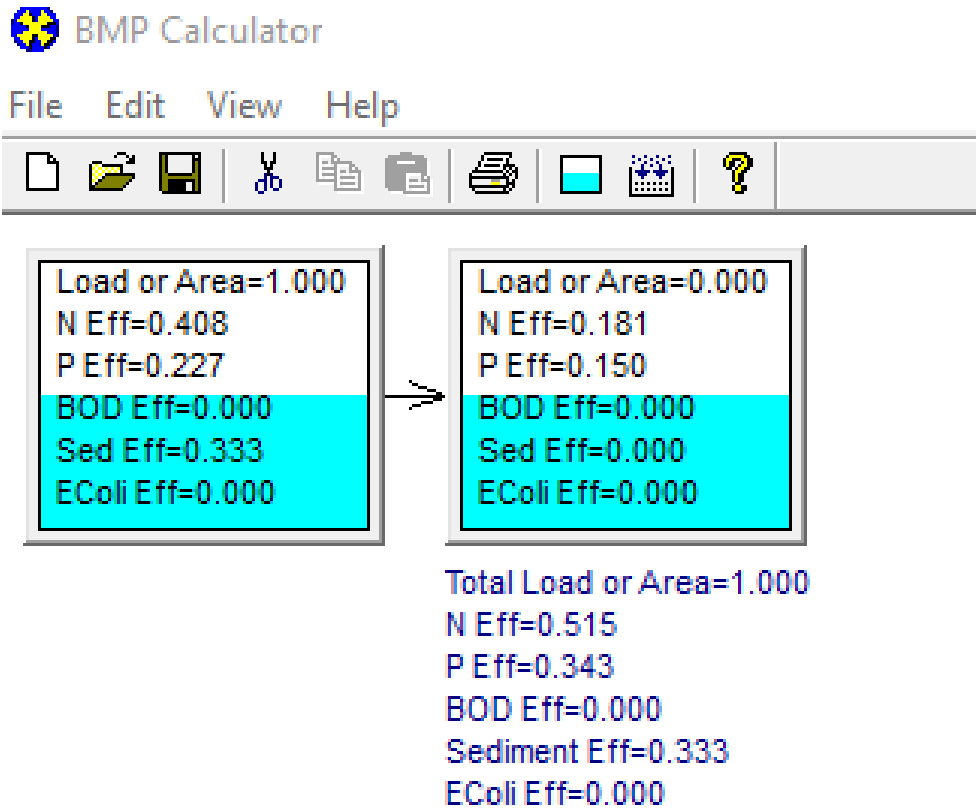 BMP Calculator
File Edit View Help
Load or Area=1.000
N Eff=0.408
P Eff=0.227
BOD Eff=0.000
Sed Eff=0.333
EColi Eff=0.000
Load or Area=0.000
N Eff=0.181
P Eff=0.150
BOD Eff=0.000
Sed Eff=0.000
EColi Eff=0.000
Total Load or Area=1.000
N Eff=0.515
P Eff=0.343
BOD Eff=0.000
Sediment Eff=0.333
EColi Eff=0.000